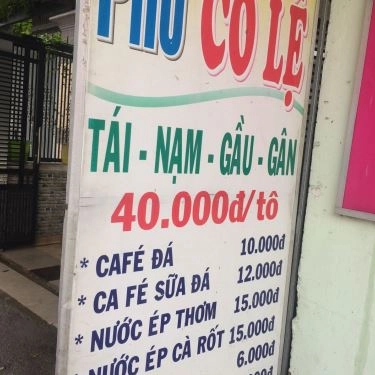 PHỞ CÔ LỆ
TÁI - NẠM - GẦU - GÂN
40.000đ/tô
* CAFÉ ĐÁ 10.000đ
* CA FÉ SỮA ĐÁ 12.000đ
* NƯỚC ÉP THƠM 15.000đ
* NƯỚC ÉP CÀ RỐT 15.000đ
6.000đ